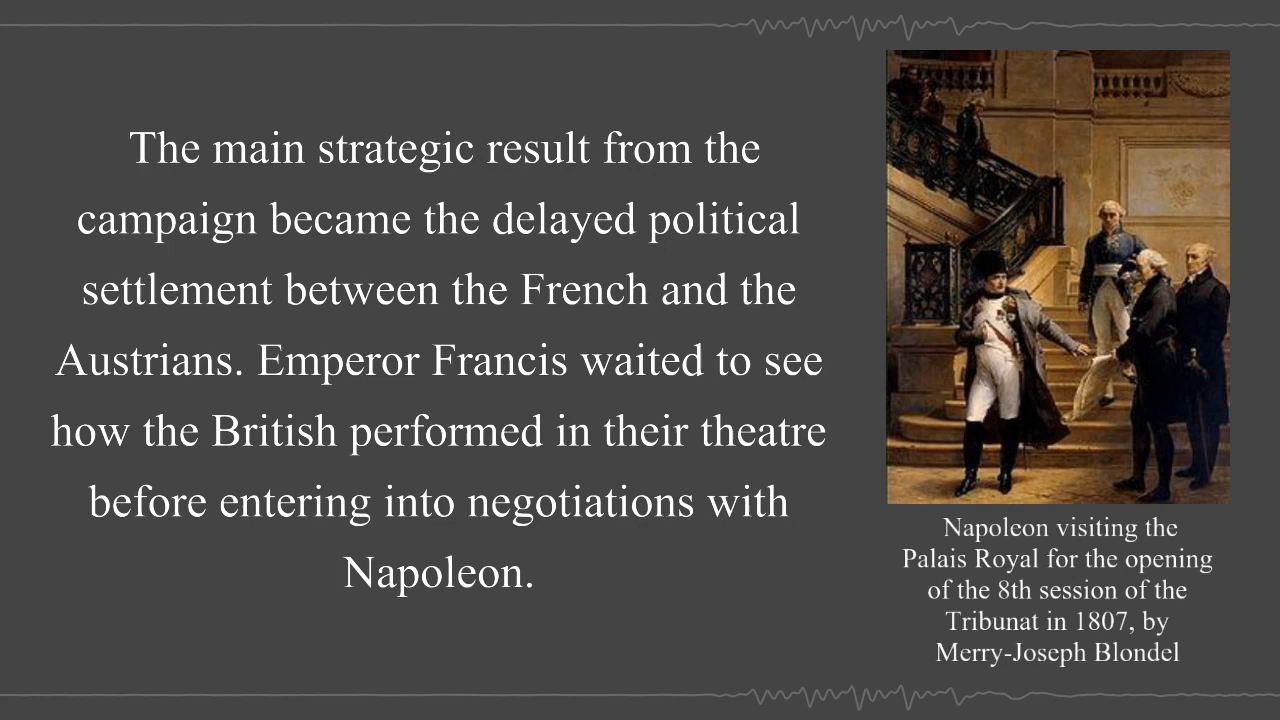 The main strategic result from the
campaign became the delayed political
settlement between the French and the
Austrians. Emperor Francis waited to see
how the British performed in their theatre
before entering into negotiations with
Napoleon.
Napoleon visiting the
Palais Royal for the opening
of the 8th session of the
Tribunat in 1807, by
Merry-Joseph Blondel